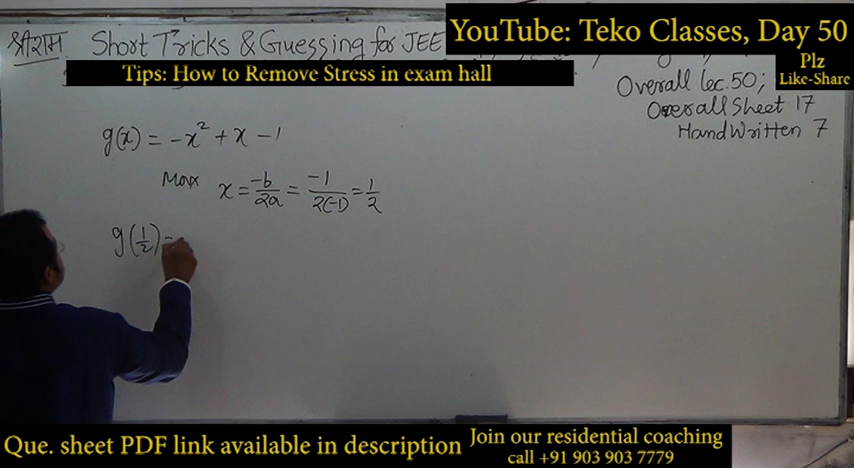 YouTube: Teko Classes, Day 50
श्रीराम Short Tricks & Guessing for JEE
Plz
Like-Share
Tips: How to Remove Stress in exam hall
Overall lec. 50;
Overall Sheet 17
HandWritten 7
g(x) = -x² + x - 1
Max x = -b/2a = -1/2(-1) = 1/2
g(1/2) =
Que. sheet PDF link available in description
Join our residential coaching
call +91 903 903 7779